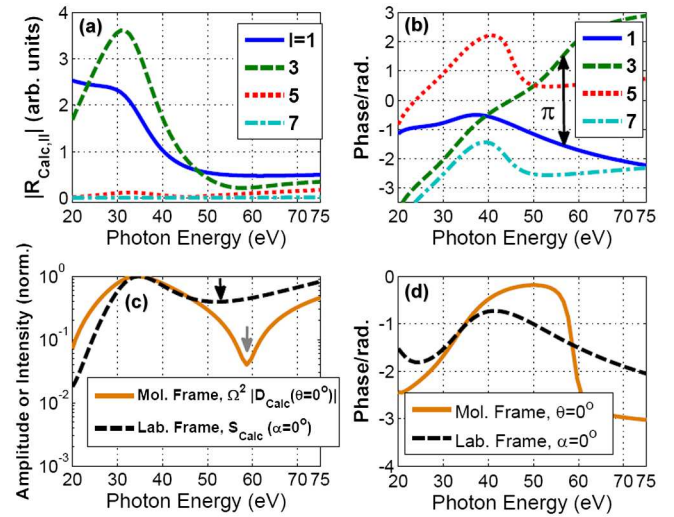 (a)
|R_Calc,II| (arb. units)
4
3
2
1
0
l=1
3
5
7
20 30 40 50 60 70 75
Photon Energy (eV)
(b)
Phase/rad.
2
1
0
-1
-2
-3
1
3
5
7
π
20 30 40 50 60 70 75
Photon Energy (eV)
(c)
Amplitude or Intensity (norm.)
10^0
10^-1
10^-2
10^-3
Mol. Frame, Ω^2 |D_Calc(θ=0^o)|
Lab. Frame, S_Calc (α=0^o)
20 30 40 50 60 70 75
Photon Energy (eV)
(d)
Phase/rad.
0
-1
-2
-3
-4
Mol. Frame, θ=0^o
Lab. Frame, α=0^o
20 30 40 50 60 70 75
Photon Energy (eV)